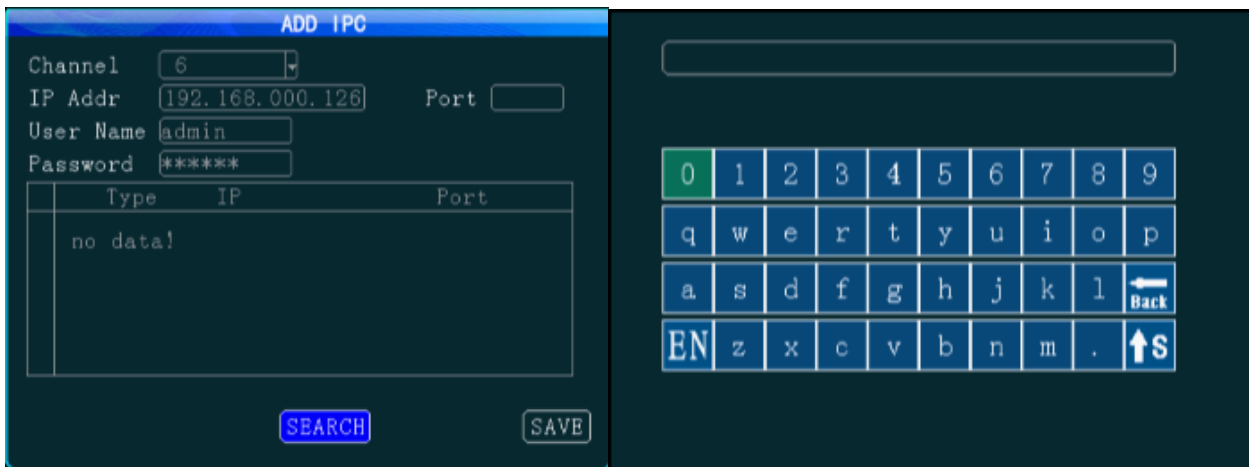 ADD IPC
Channel 6
IP Addr 192.168.000.126 Port
User Name admin
Password ******
Type IP Port
no data!
SEARCH SAVE
0 1 2 3 4 5 6 7 8 9
q w e r t y u i o p
a s d f g h j k l Back
EN z x c v b n m . S